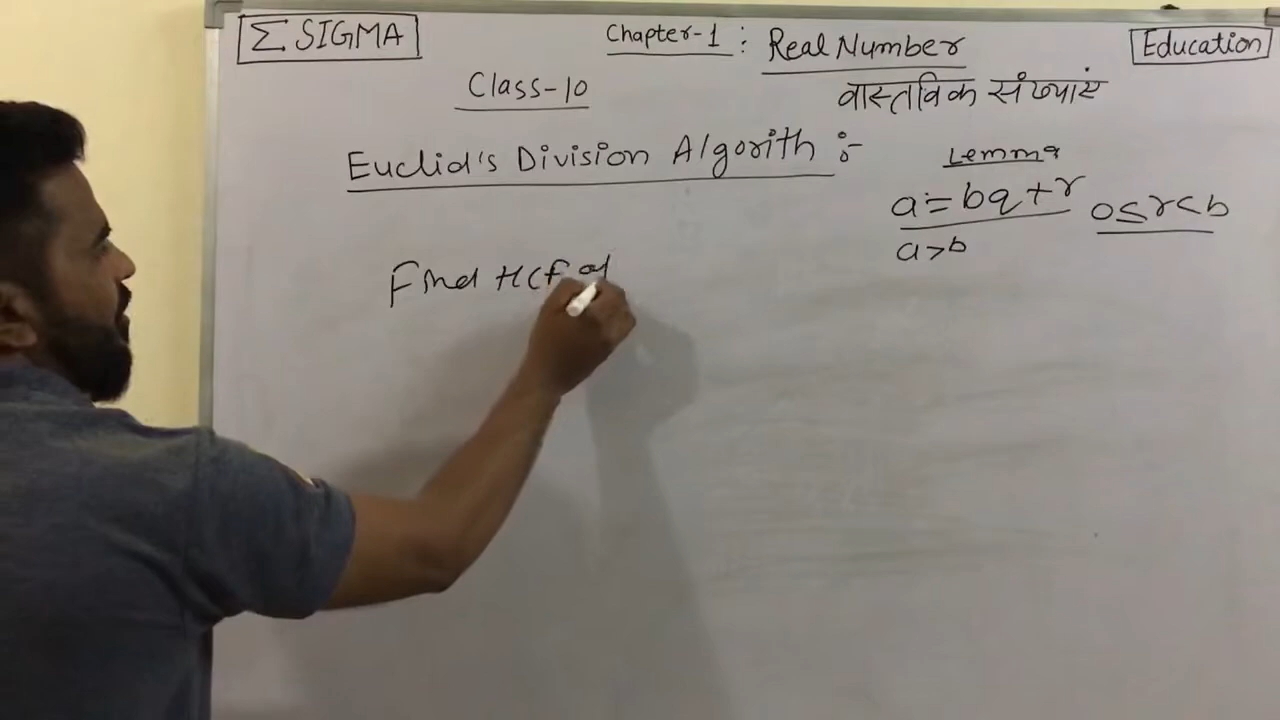 Σ SIGMA
Chapter-1 : Real Number
Education
Class-10
वास्तविक संख्याएं
Euclid's Division Algorith :-
Lemma
a = bq + r 0 ≤ r < b
a > b
Find HCF of